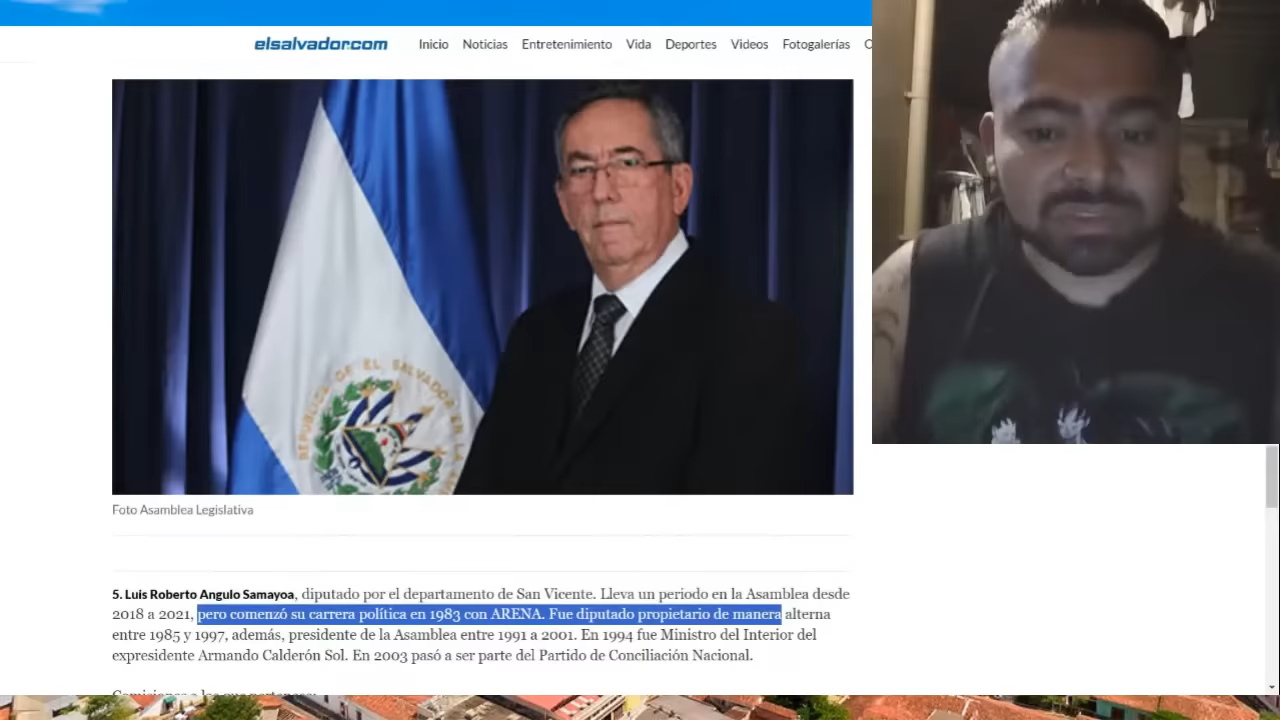 elsalvador.com Inicio Noticias Entretenimiento Vida Deportes Videos Fotogalerías
REPUBLICA DE EL SALVADOR EN LA
Foto Asamblea Legislativa
5. Luis Roberto Angulo Samayoa, diputado por el departamento de San Vicente. Lleva un periodo en la Asamblea desde
2018 a 2021, pero comenzó su carrera política en 1983 con ARENA. Fue diputado propietario de manera alterna
entre 1985 y 1997, además, presidente de la Asamblea entre 1991 a 2001. En 1994 fue Ministro del Interior del
expresidente Armando Calderón Sol. En 2003 pasó a ser parte del Partido de Conciliación Nacional.